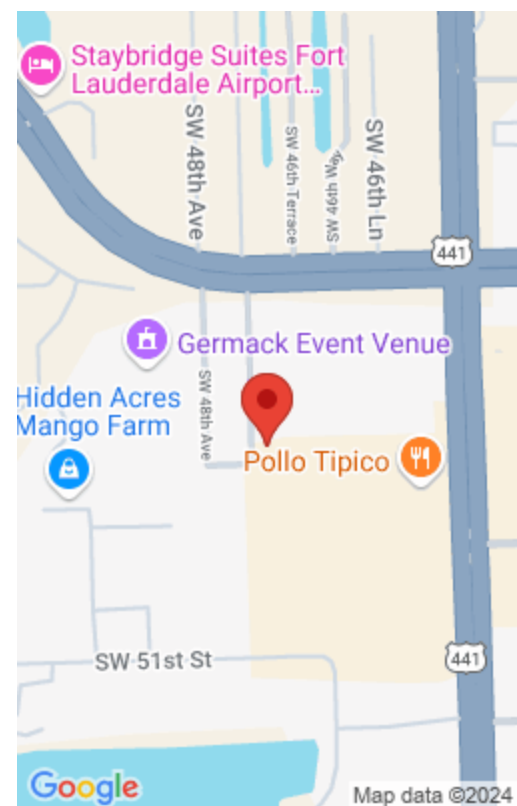 Staybridge Suites Fort
Lauderdale Airport...
SW 48th Ave
SW 46th Terrace
SW 46th Way
SW 46th Ln
441
Germack Event Venue
Hidden Acres
Mango Farm
SW 48th Ave
Pollo Tipico
SW 51st St
441
Google
Map data ©2024